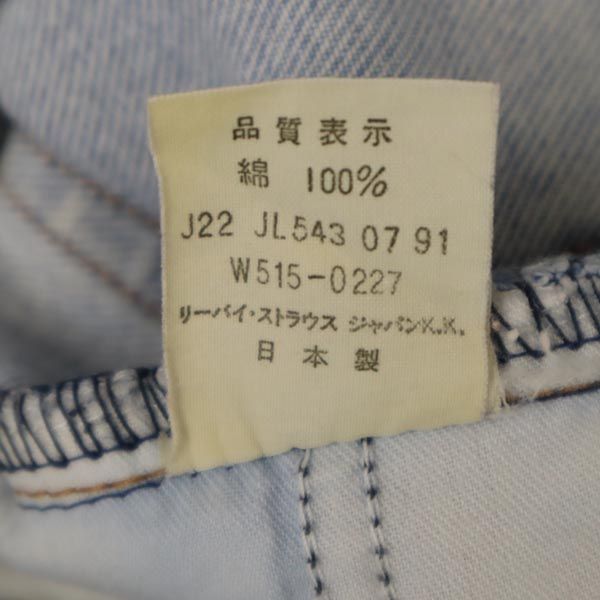 品質表示
綿 100%
J22 JL543 07 91
W515-0227
リーバイ・ストラウス ジャパンK.K.
日本製